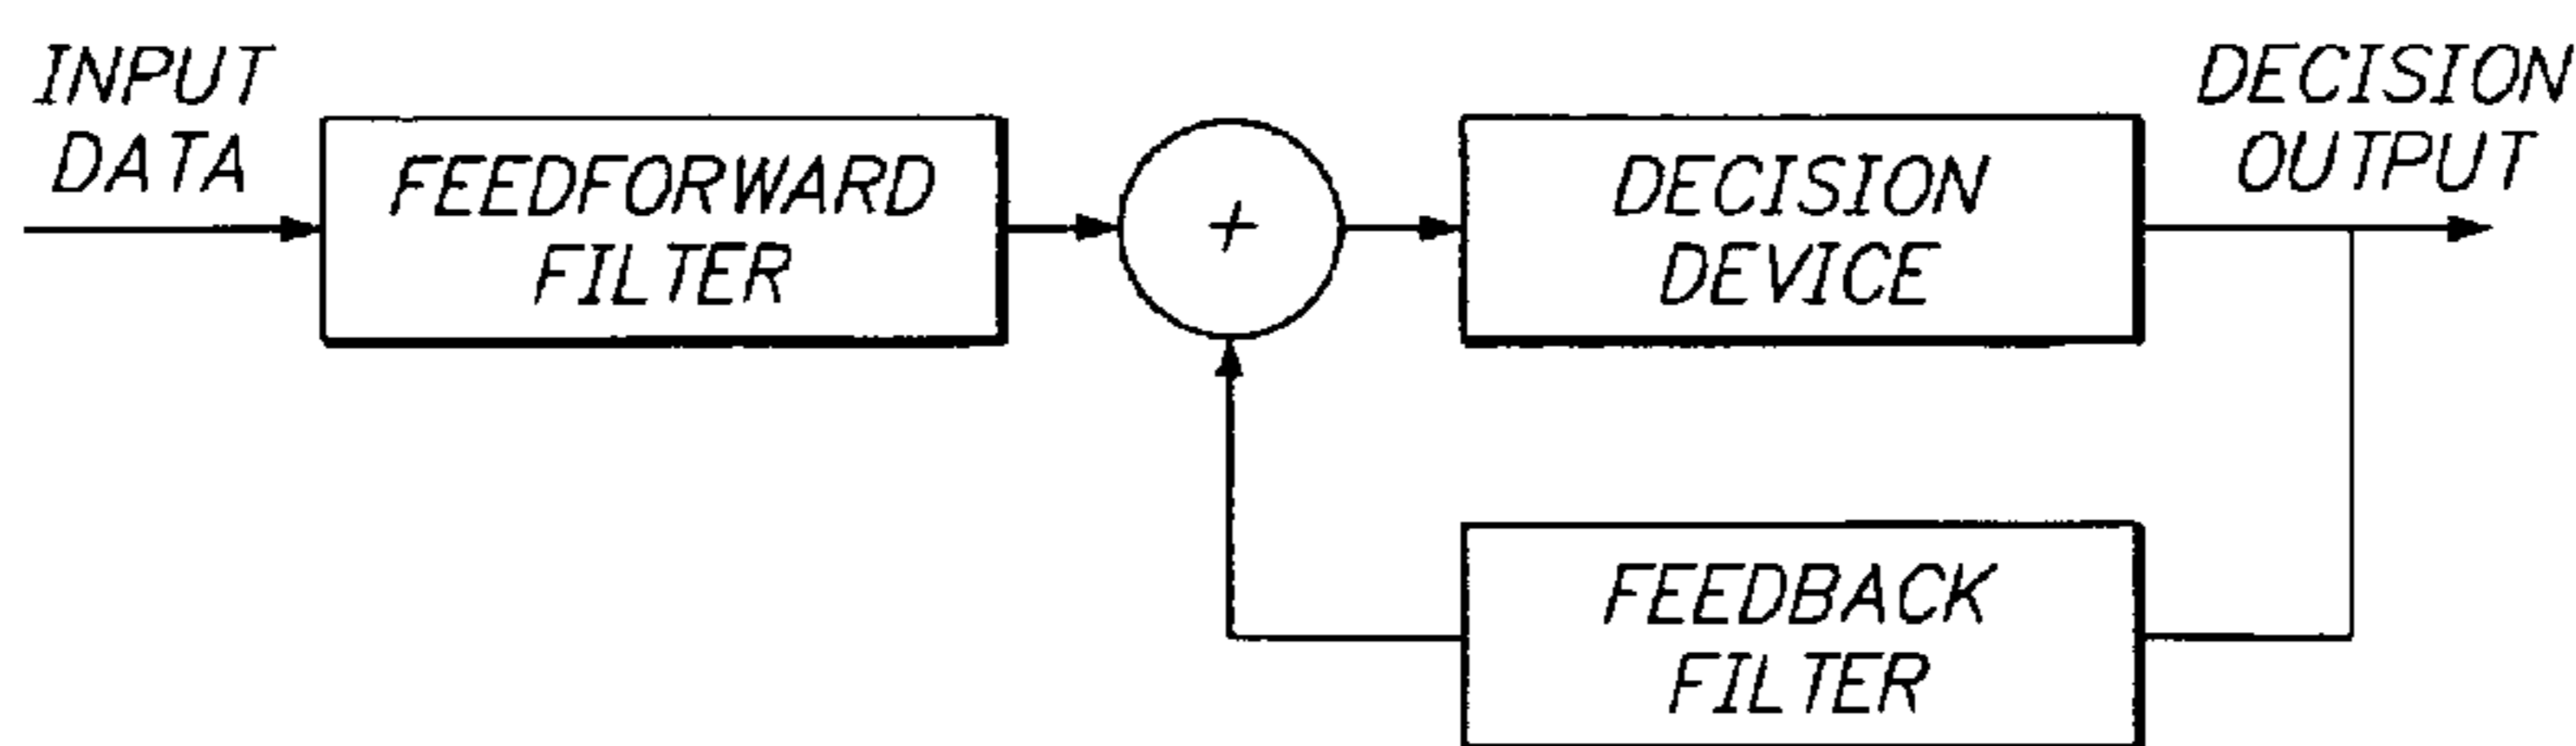 INPUT
DATA
FEEDFORWARD
FILTER
+
DECISION
DEVICE
DECISION
OUTPUT
FEEDBACK
FILTER